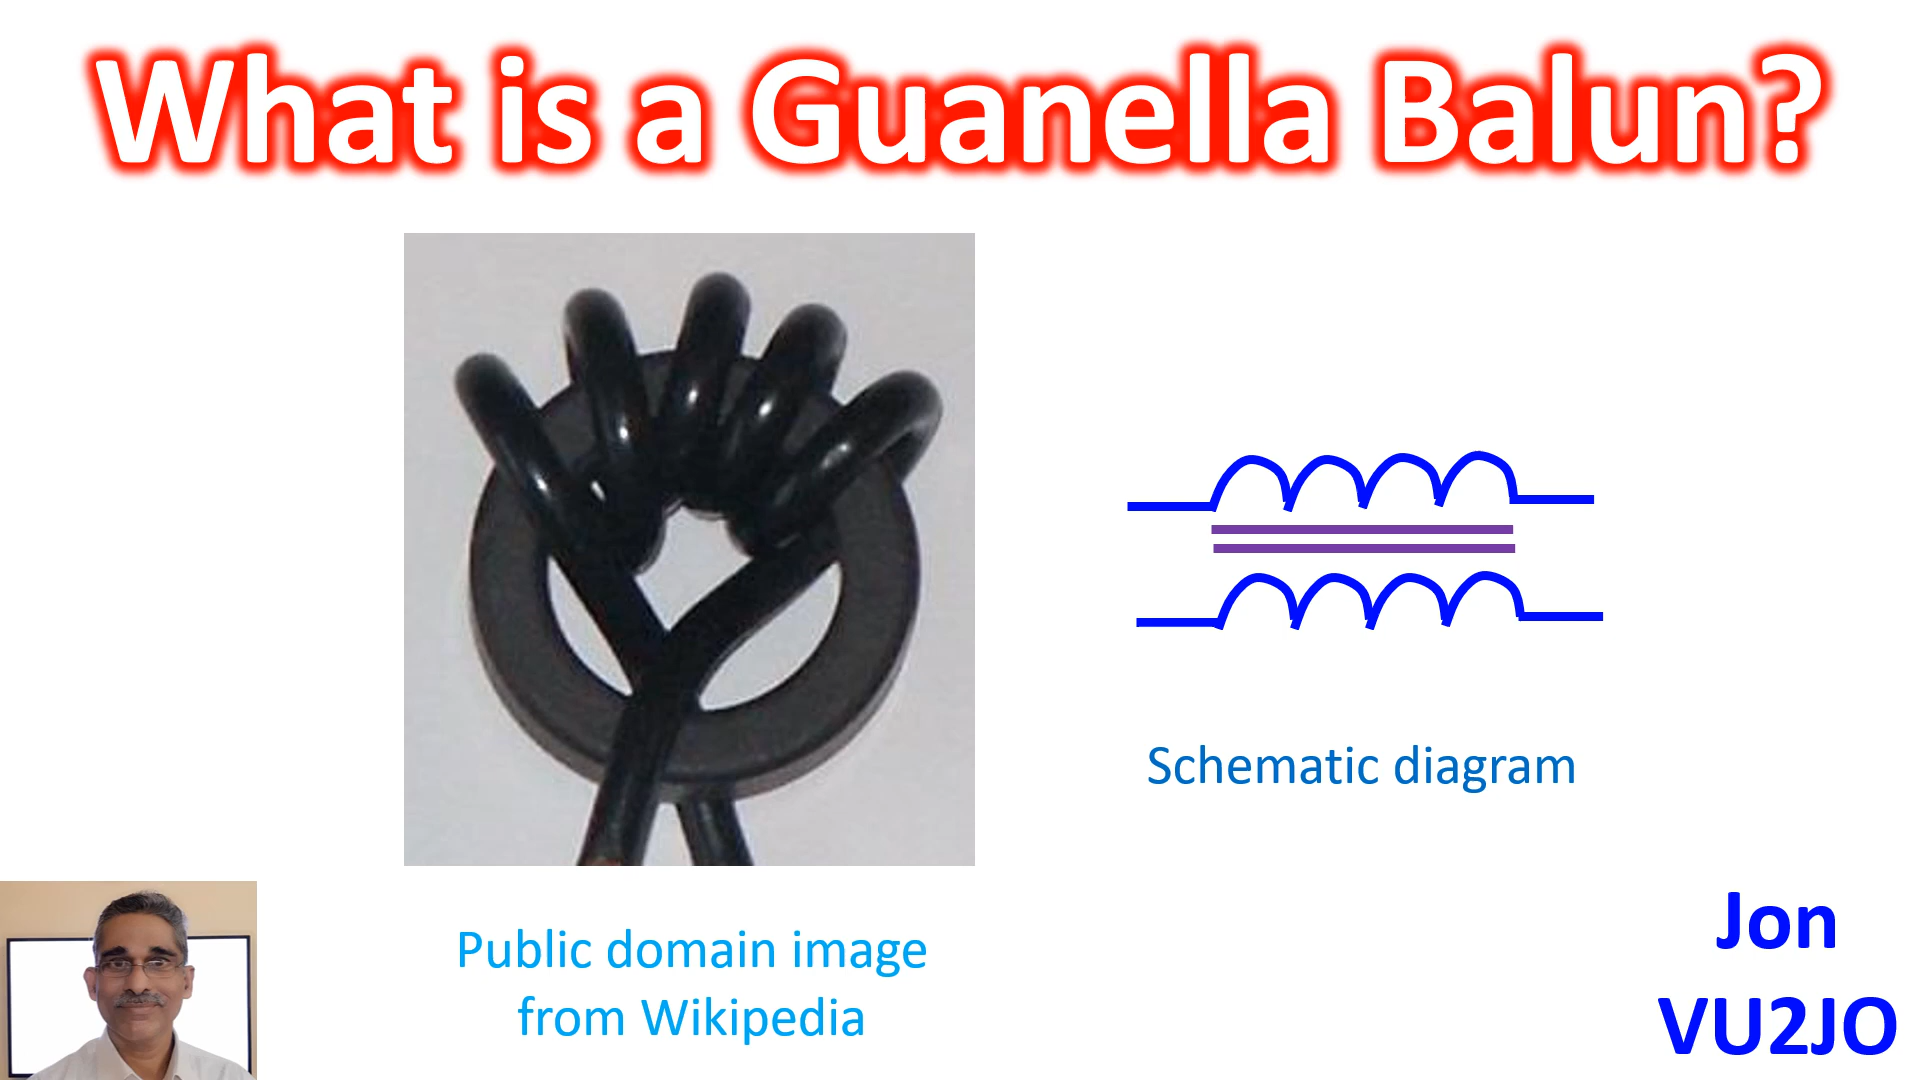 What is a Guanella Balun?
Schematic diagram
Public domain image
from Wikipedia
Jon
VU2JO